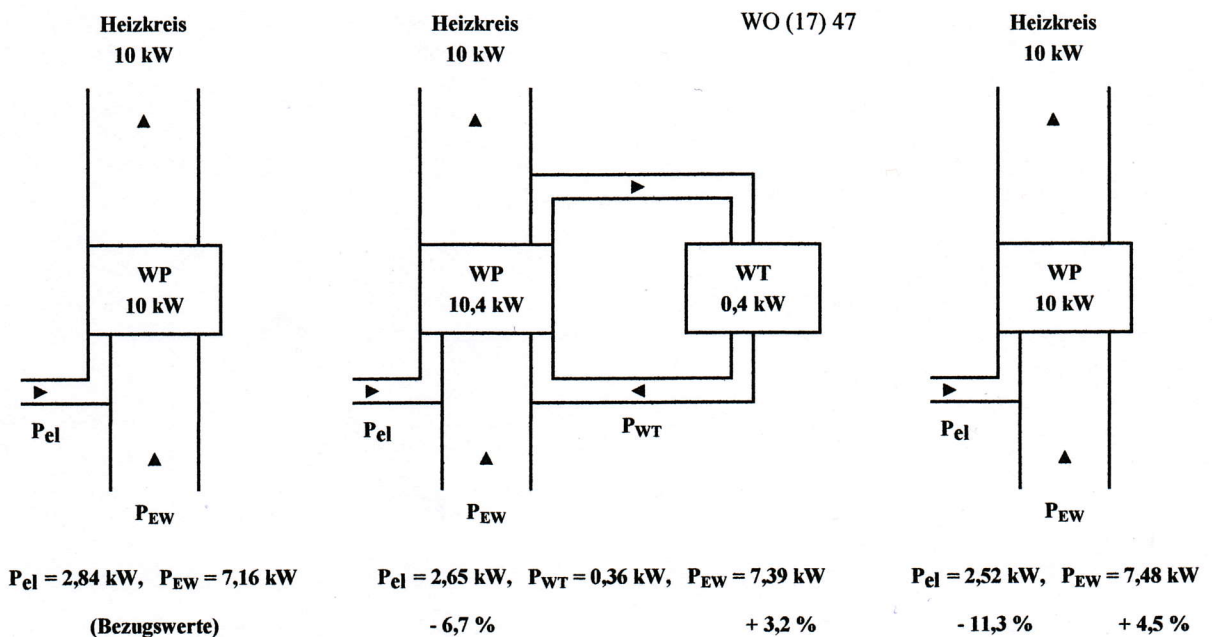 WO (17) 47
Heizkreis
10 kW
WP
10 kW
Pel
PEW
Pel = 2,84 kW, PEW = 7,16 kW
(Bezugswerte)
Heizkreis
10 kW
WP
10,4 kW
WT
0,4 kW
Pel
PWT
PEW
Pel = 2,65 kW, PWT = 0,36 kW, PEW = 7,39 kW
- 6,7 % + 3,2 %
Heizkreis
10 kW
WP
10 kW
Pel
PEW
Pel = 2,52 kW, PEW = 7,48 kW
- 11,3 % + 4,5 %